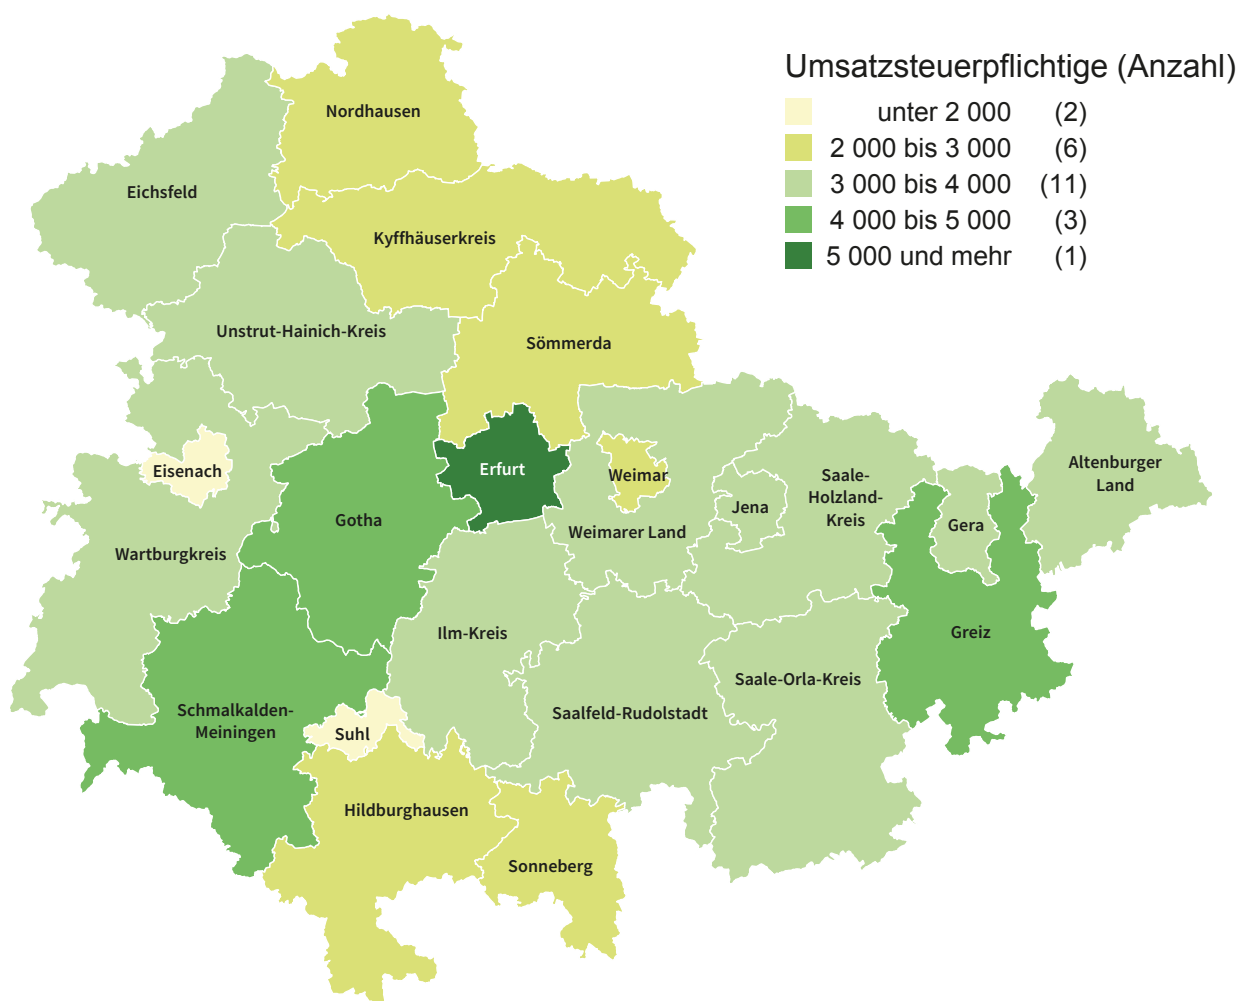 Umsatzsteuerpflichtige (Anzahl)
unter 2 000 (2)
2 000 bis 3 000 (6)
3 000 bis 4 000 (11)
4 000 bis 5 000 (3)
5 000 und mehr (1)
Nordhausen
Eichsfeld
Kyffhäuserkreis
Unstrut-Hainich-Kreis
Sömmerda
Eisenach
Erfurt
Weimar
Saale-
Holzland-
Kreis
Altenburger
Land
Jena
Gotha
Gera
Weimarer Land
Wartburgkreis
Ilm-Kreis
Greiz
Saale-Orla-Kreis
Schmalkalden-
Meiningen
Saalfeld-Rudolstadt
Suhl
Hildburghausen
Sonneberg